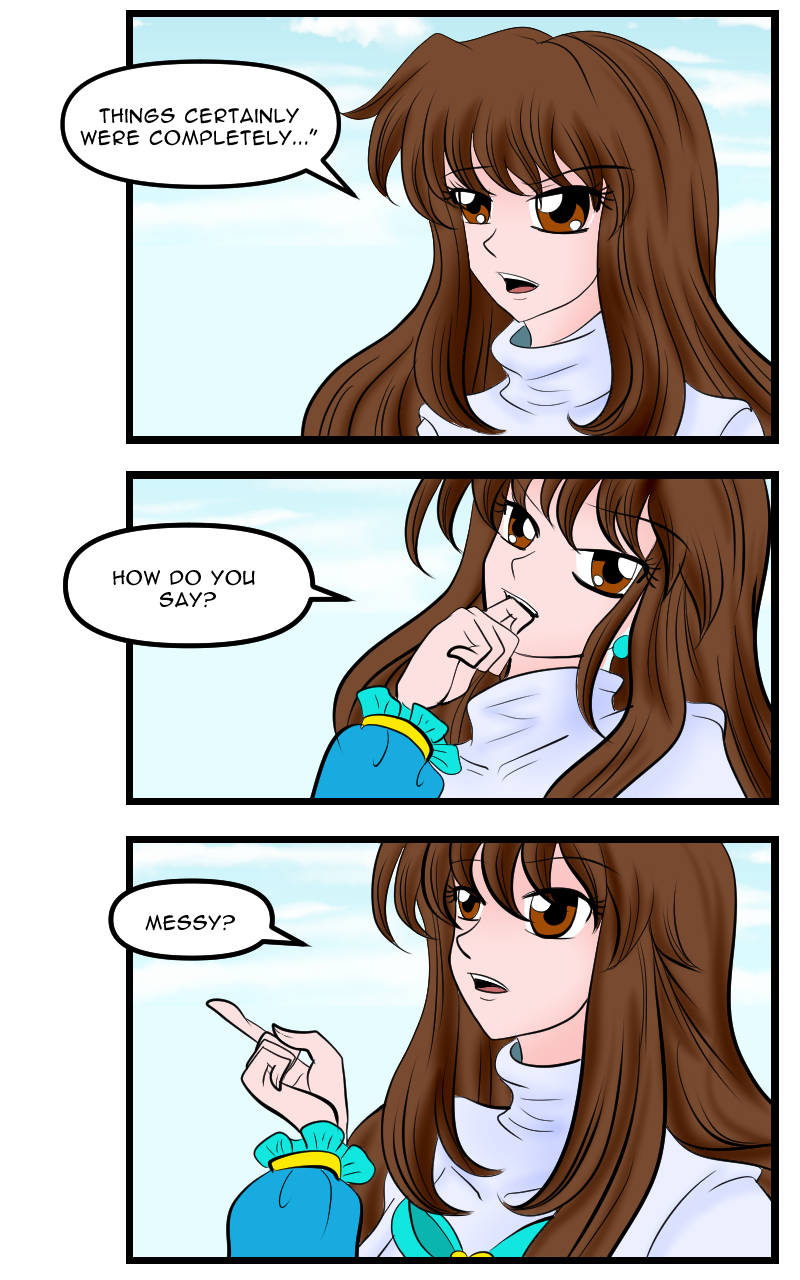 THINGS CERTAINLY
WERE COMPLETELY..."
HOW DO YOU
SAY?
MESSY?